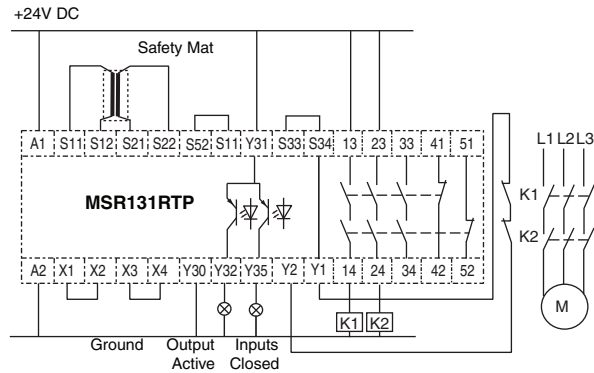 +24V DC
Safety Mat
A1 S11 S12 S21 S22 S52 S11 Y31 S33 S34 13 23 33 41 51
MSR131RTP
A2 X1 X2 X3 X4 Y30 Y32 Y35 Y2 Y1 14 24 34 42 52
L1 L2 L3
K1
K2
M
K1 K2
Ground Output Active Inputs Closed